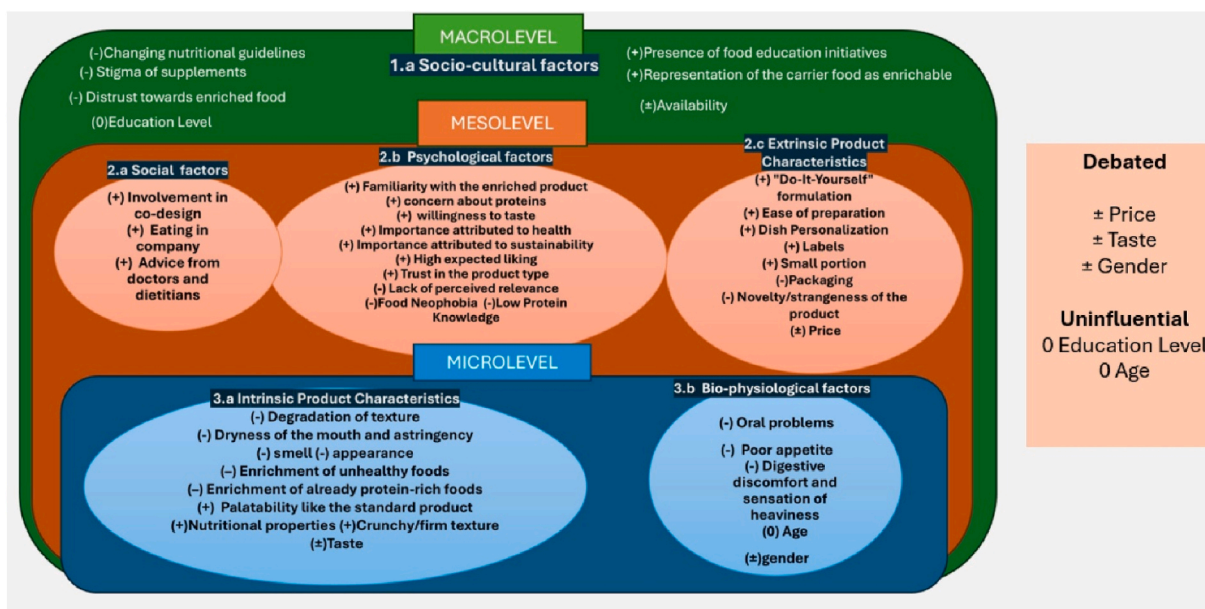 MACROLEVEL
1.a Socio-cultural factors
(-)Changing nutritional guidelines
(-) Stigma of supplements
(-) Distrust towards enriched food
(0)Education Level
(+)Presence of food education initiatives
(+)Representation of the carrier food as enrichable
(±)Availability
MESOLEVEL
2.a Social factors
(+) Involvement in
co-design
(+) Eating in
company
(+) Advice from
doctors and
dietitians
2.b Psychological factors
(+) Familiarity with the enriched product
(+) concern about proteins
(+) willingness to taste
(+) Importance attributed to health
(+) Importance attributed to sustainability
(+) High expected liking
(+) Trust in the product type
(-) Lack of perceived relevance
(-)Food Neophobia (-)Low Protein
Knowledge
2.c Extrinsic Product
Characteristics
(+) "Do-It-Yourself"
formulation
(+) Ease of preparation
(+) Dish Personalization
(+) Labels
(+) Small portion
(-)Packaging
(-) Novelty/strangeness of the
product
(±) Price
MICROLEVEL
3.a Intrinsic Product Characteristics
(-) Degradation of texture
(-) Dryness of the mouth and astringency
(-) smell (-) appearance
(–) Enrichment of unhealthy foods
(–) Enrichment of already protein-rich foods
(+) Palatability like the standard product
(+)Nutritional properties (+)Crunchy/firm texture
(±)Taste
3.b Bio-physiological factors
(-) Oral problems
(-) Poor appetite
(-) Digestive
discomfort and
sensation of
heaviness
(0) Age
(±)gender
Debated
± Price
± Taste
± Gender
Uninfluential
0 Education Level
0 Age